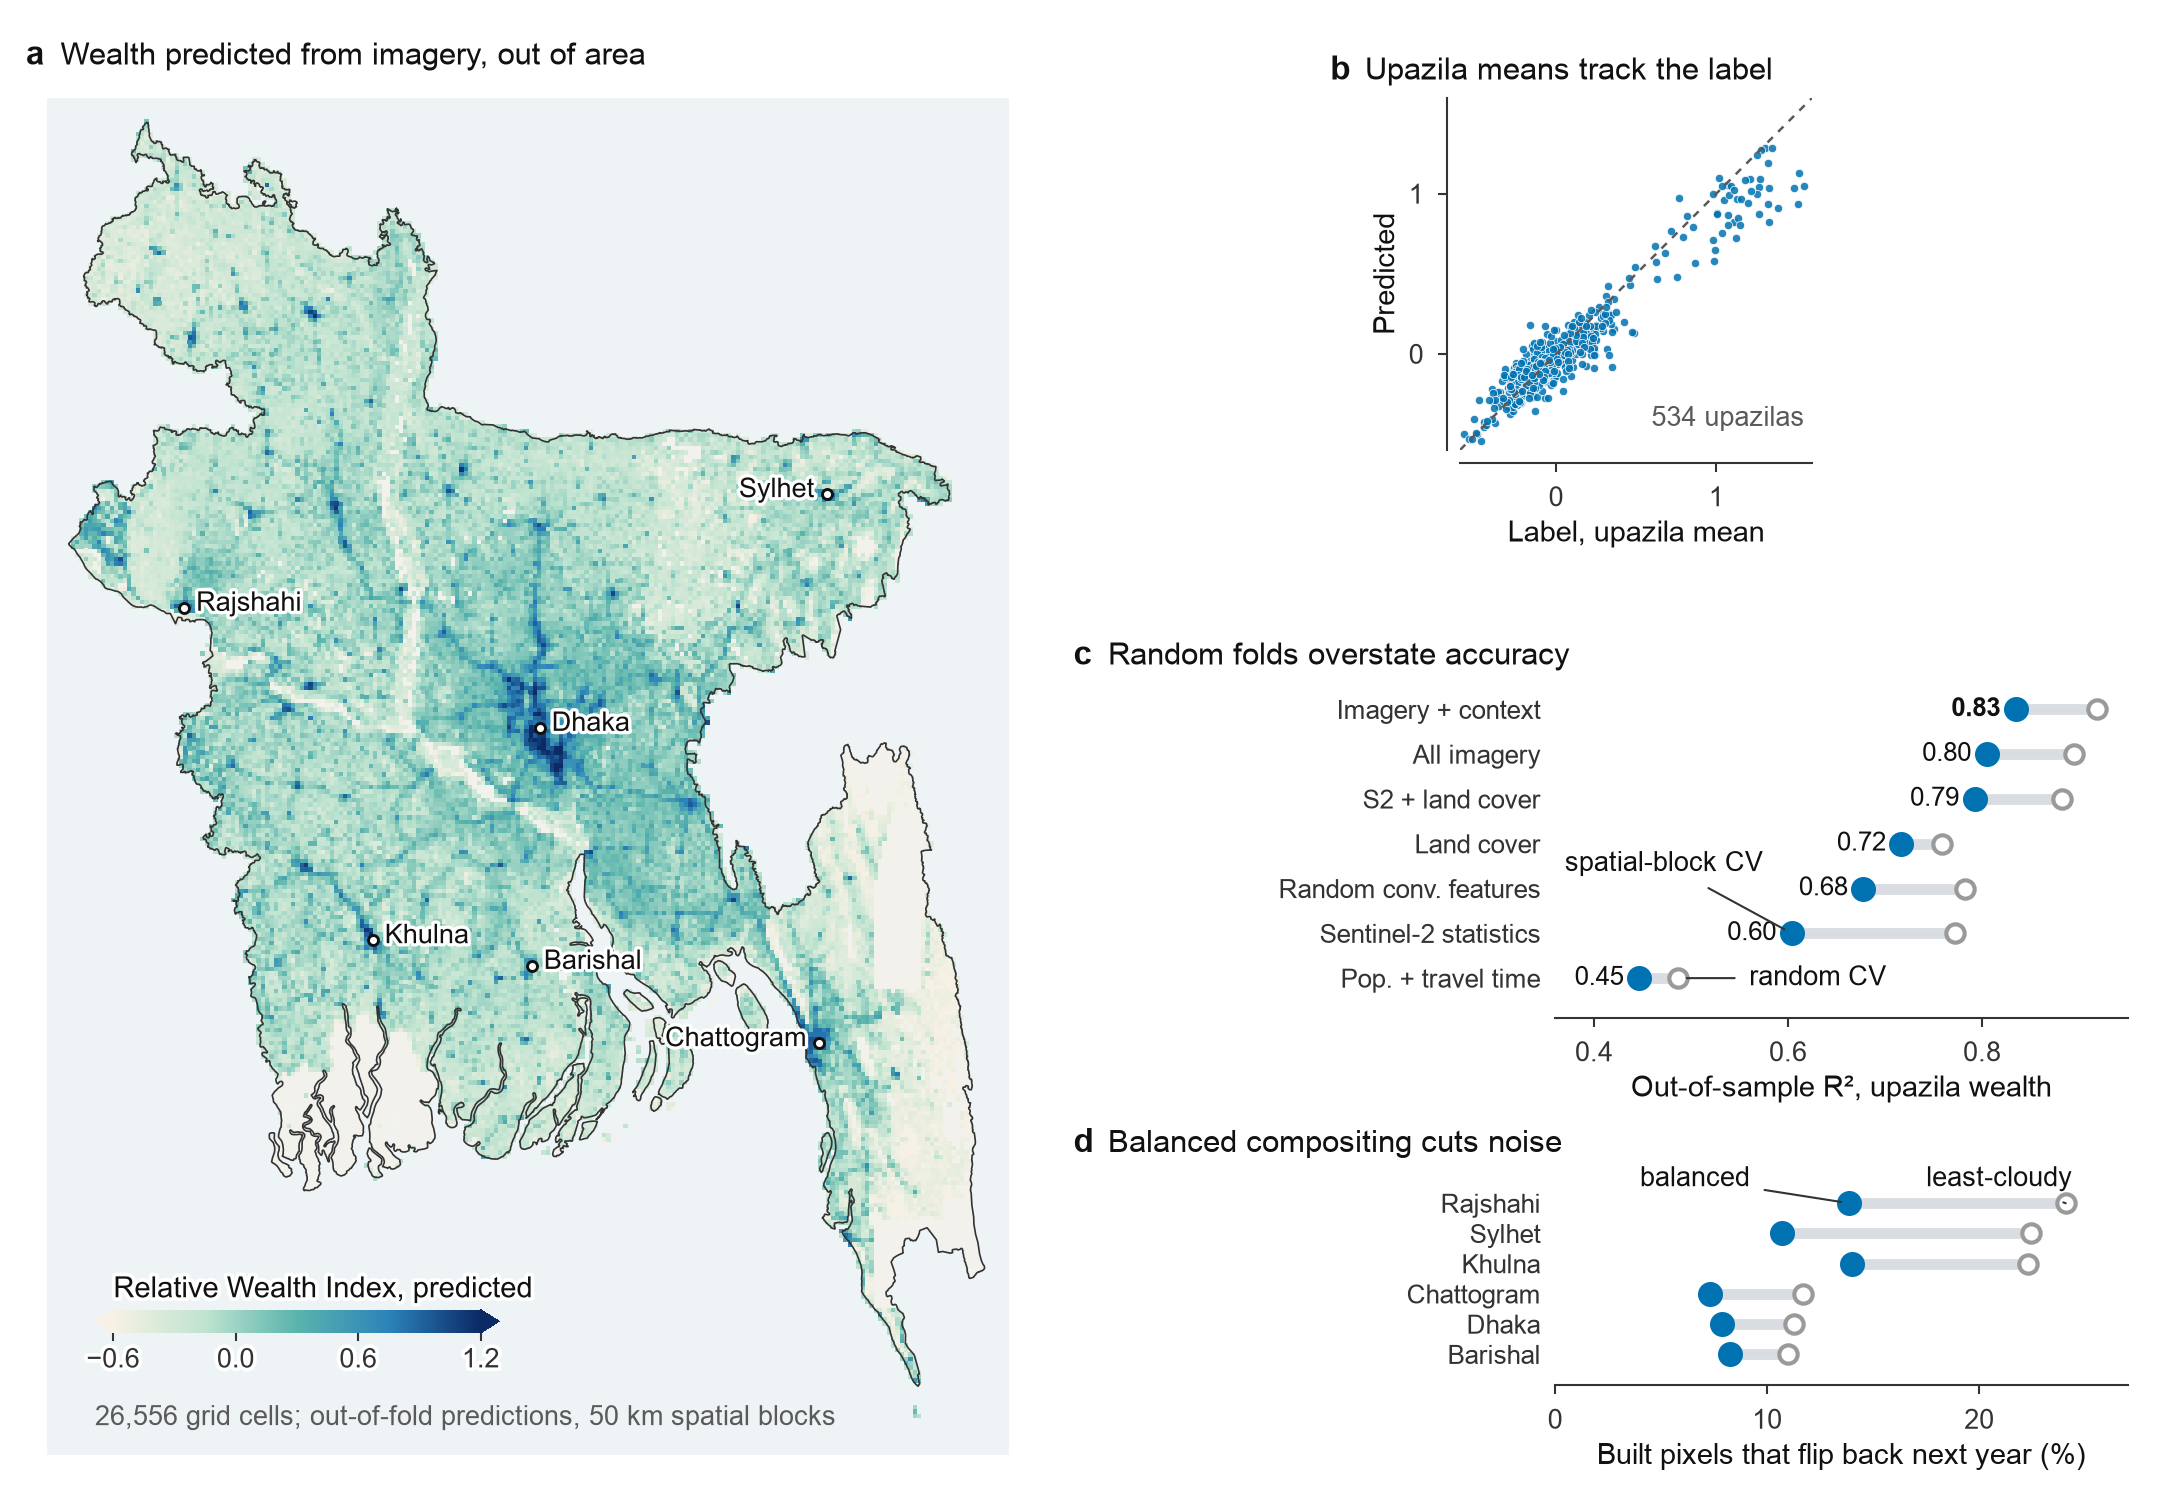 a Wealth predicted from imagery, out of area
Sylhet
Rajshahi
Dhaka
Khulna
Barishal
Chattogram
Relative Wealth Index, predicted
−0.6 0.0 0.6 1.2
26,556 grid cells; out-of-fold predictions, 50 km spatial blocks
b Upazila means track the label
Predicted
1
0
534 upazilas
0 1
Label, upazila mean
c Random folds overstate accuracy
Imagery + context 0.83
All imagery 0.80
S2 + land cover 0.79
Land cover 0.72
spatial-block CV
Random conv. features 0.68
Sentinel-2 statistics 0.60
Pop. + travel time 0.45 random CV
0.4 0.6 0.8
Out-of-sample R², upazila wealth
d Balanced compositing cuts noise
balanced least-cloudy
Rajshahi
Sylhet
Khulna
Chattogram
Dhaka
Barishal
0 10 20
Built pixels that flip back next year (%)